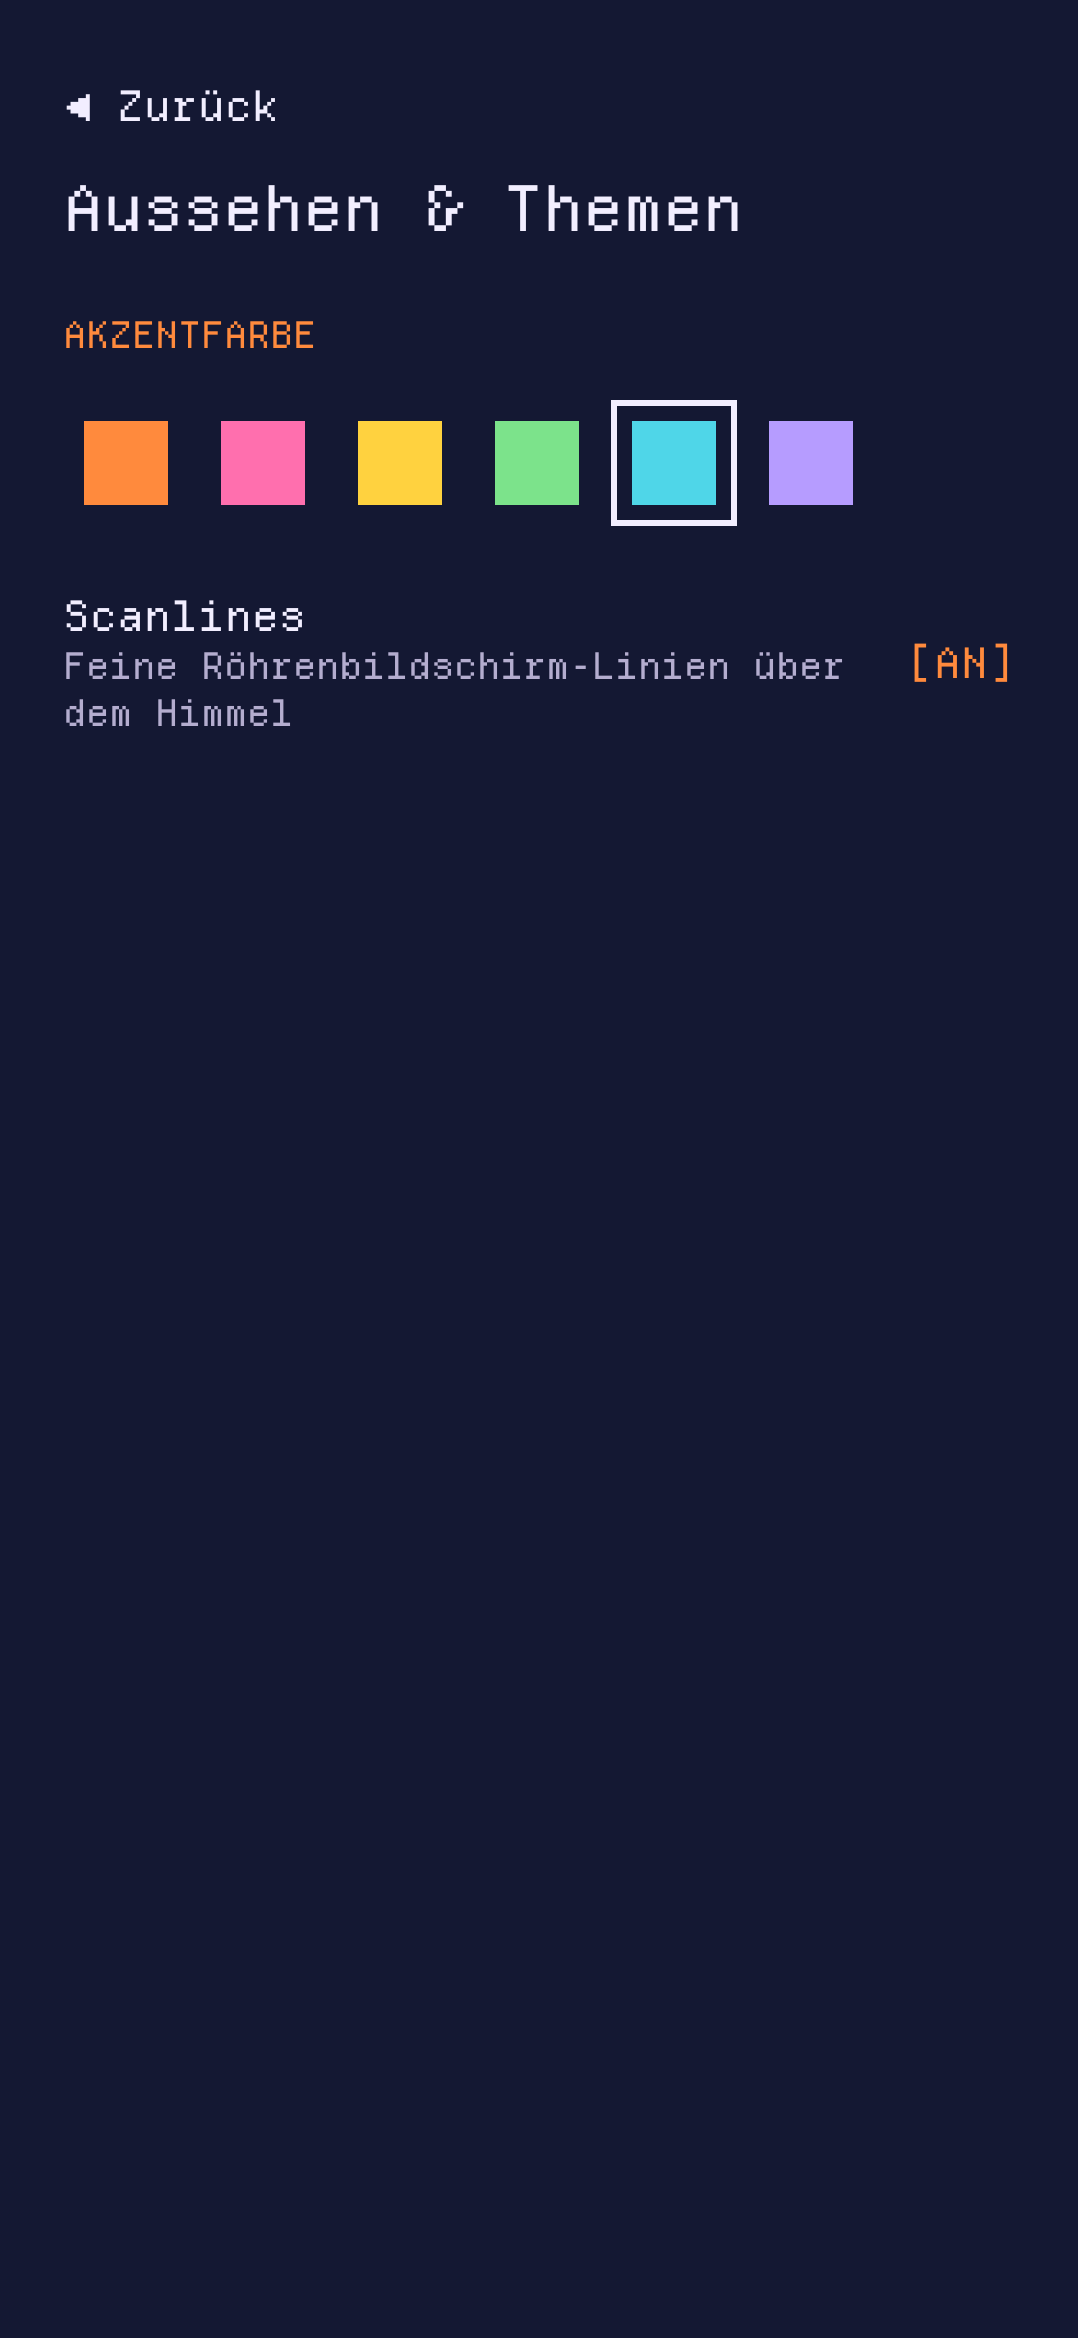 ◀ Zurück
Aussehen & Themen
AKZENTFARBE
Scanlines
Feine Röhrenbildschirm-Linien über
dem Himmel
[AN]